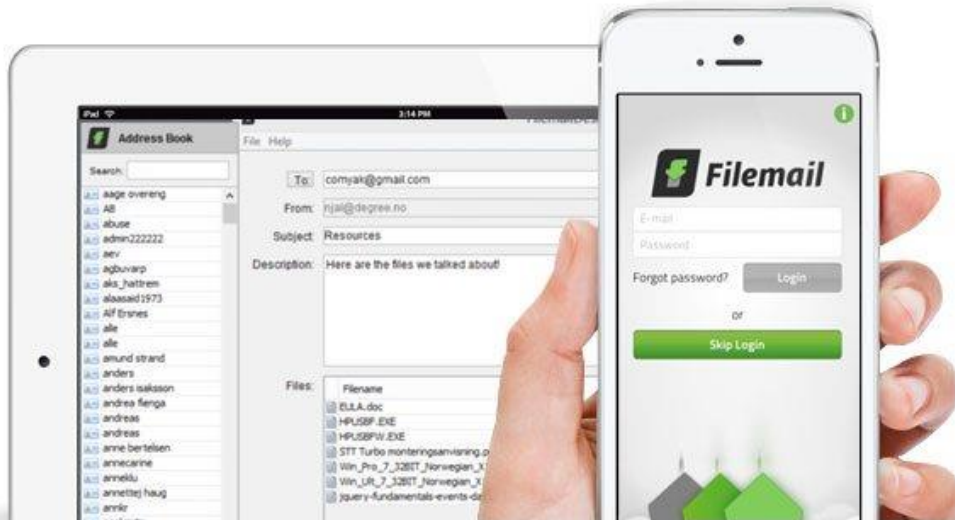 iPad
3:14 PM
Address Book
Search:
aage overeng
AB
abuse
admin222222
aev
agbuvarp
aks_hattrem
alaasaid1973
Alf Ersnes
alle
alle
amund strand
anders
anders isaksson
andrea flenga
andreas
andreas
arne bertelsen
annecarine
anneklu
annettej haug
annkr
File Help
To: comyak@gmail.com
From: njal@degree.no
Subject: Resources
Description: Here are the files we talked about!
Files:
Filename
EULA.doc
HPUSBF.EXE
HPUSBFW.EXE
STT Turbo monteringsanvisning.p
Win_Pro_7_32BIT_Norwegian_X
Win_Ult_7_32BIT_Norwegian_X
jquery-fundamentals-events-da
i
Filemail
E-mail
Password
Forgot password?
Login
or
Skip Login